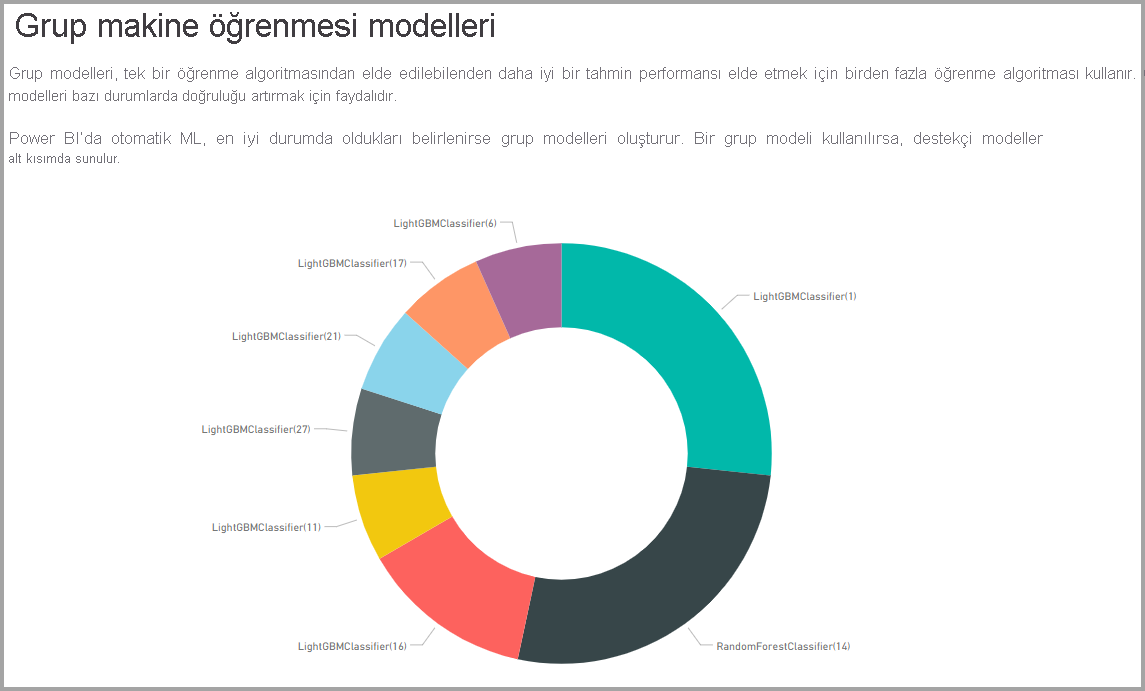 Grup makine öğrenmesi modelleri
Grup modelleri, tek bir öğrenme algoritmasından elde edilebilenden daha iyi bir tahmin performansı elde etmek için birden fazla öğrenme algoritması kullanır.
modelleri bazı durumlarda doğruluğu artırmak için faydalıdır.
Power BI'da otomatik ML, en iyi durumda oldukları belirlenirse grup modelleri oluşturur. Bir grup modeli kullanılırsa, destekçi modeller
alt kısımda sunulur.
LightGBMClassifier(6)
LightGBMClassifier(17)
LightGBMClassifier(1)
LightGBMClassifier(21)
LightGBMClassifier(27)
LightGBMClassifier(11)
LightGBMClassifier(16)
RandomForestClassifier(14)